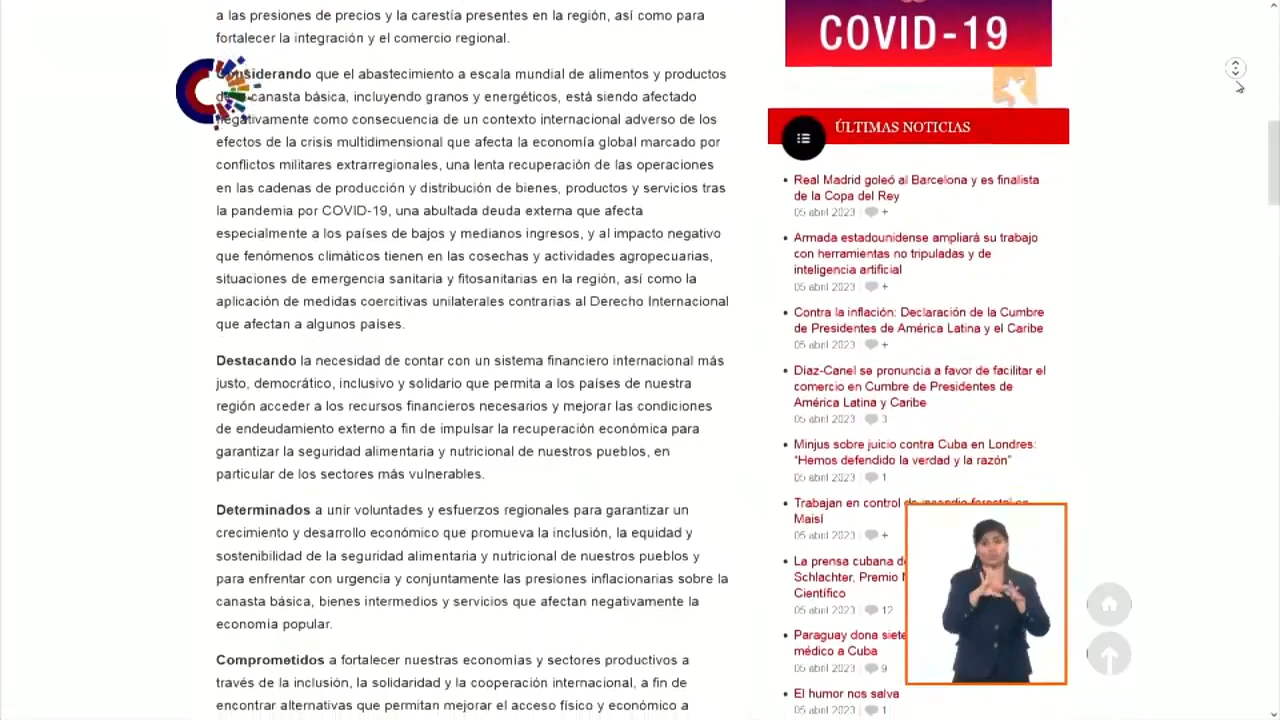 a las presiones de precios y la carestía presentes en la región, así como para
fortalecer la integración y el comercio regional.
Considerando que el abastecimiento a escala mundial de alimentos y productos
canasta básica, incluyendo granos y energéticos, está siendo afectado
negativamente como consecuencia de un contexto internacional adverso de los
efectos de la crisis multidimensional que afecta la economía global marcado por
conflictos militares extrarregionales, una lenta recuperación de las operaciones
en las cadenas de producción y distribución de bienes, productos y servicios tras
la pandemia por COVID-19, una abultada deuda externa que afecta
especialmente a los países de bajos y medianos ingresos, y al impacto negativo
que fenómenos climáticos tienen en las cosechas y actividades agropecuarias,
situaciones de emergencia sanitaria y fitosanitarias en la región, así como la
aplicación de medidas coercitivas unilaterales contrarias al Derecho Internacional
que afectan a algunos países.
Destacando la necesidad de contar con un sistema financiero internacional más
justo, democrático, inclusivo y solidario que permita a los países de nuestra
región acceder a los recursos financieros necesarios y mejorar las condiciones
de endeudamiento externo a fin de impulsar la recuperación económica para
garantizar la seguridad alimentaria y nutricional de nuestros pueblos, en
particular de los sectores más vulnerables.
Determinados a unir voluntades y esfuerzos regionales para garantizar un
crecimiento y desarrollo económico que promueva la inclusión, la equidad y
sostenibilidad de la seguridad alimentaria y nutricional de nuestros pueblos y
para enfrentar con urgencia y conjuntamente las presiones inflacionarias sobre la
canasta básica, bienes intermedios y servicios que afectan negativamente la
economía popular.
Comprometidos a fortalecer nuestras economías y sectores productivos a
través de la inclusión, la solidaridad y la cooperación internacional, a fin de
encontrar alternativas que permitan mejorar el acceso físico y económico a
COVID-19
ÚLTIMAS NOTICIAS
Real Madrid goleó al Barcelona y es finalista
de la Copa del Rey
05 abril 2023 +
Armada estadounidense ampliará su trabajo
con herramientas no tripuladas y de
inteligencia artificial
05 abril 2023 +
Contra la inflación: Declaración de la Cumbre
de Presidentes de América Latina y el Caribe
05 abril 2023 +
Díaz-Canel se pronuncia a favor de facilitar el
comercio en Cumbre de Presidentes de
América Latina y Caribe
05 abril 2023 3
Minjus sobre juicio contra Cuba en Londres:
“Hemos defendido la verdad y la razón”
05 abril 2023 1
Trabajan en control de incendio forestal en
Maisí
05 abril 2023 +
La prensa cubana
Schlachter, Premio
Científico
05 abril 2023 12
Paraguay dona siete
médico a Cuba
05 abril 2023 9
El humor nos salva
05 abril 2023 1